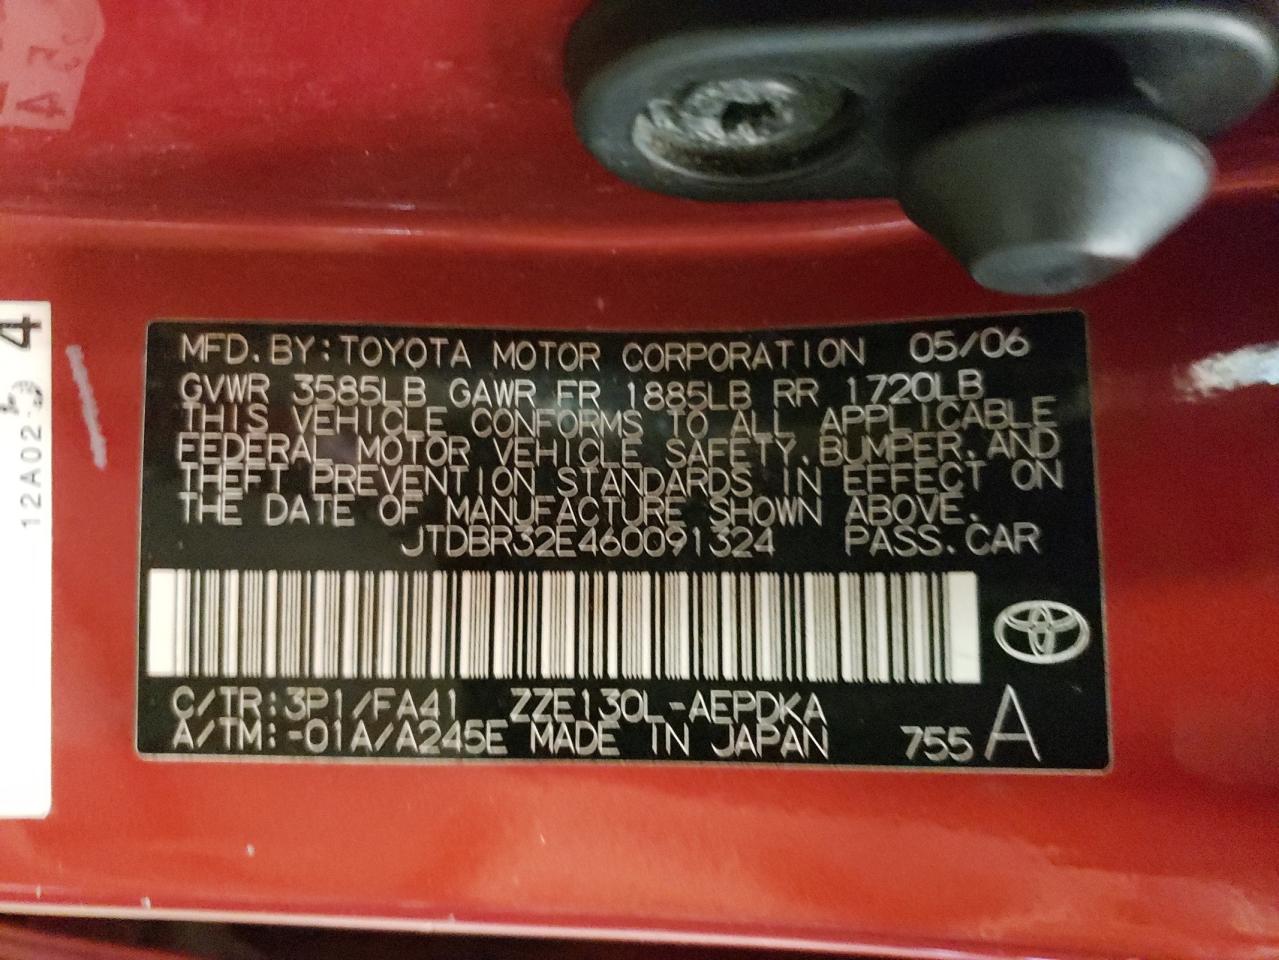 MFD. BY: TOYOTA MOTOR CORPORATION 05/06
GVWR 3585LB GAWR FR 1885LB RR 1720LB
THIS VEHICLE CONFORMS TO ALL APPLICABLE
FEDERAL MOTOR VEHICLE SAFETY, BUMPER, AND
THEFT PREVENTION STANDARDS IN EFFECT ON
THE DATE OF MANUFACTURE SHOWN ABOVE.
JTDBR32E460091324 PASS. CAR
C/TR: 3P1/FA41 ZZE130L-AEPDKA
A/TM: -01A/A245E MADE IN JAPAN 755 A
4
12A02